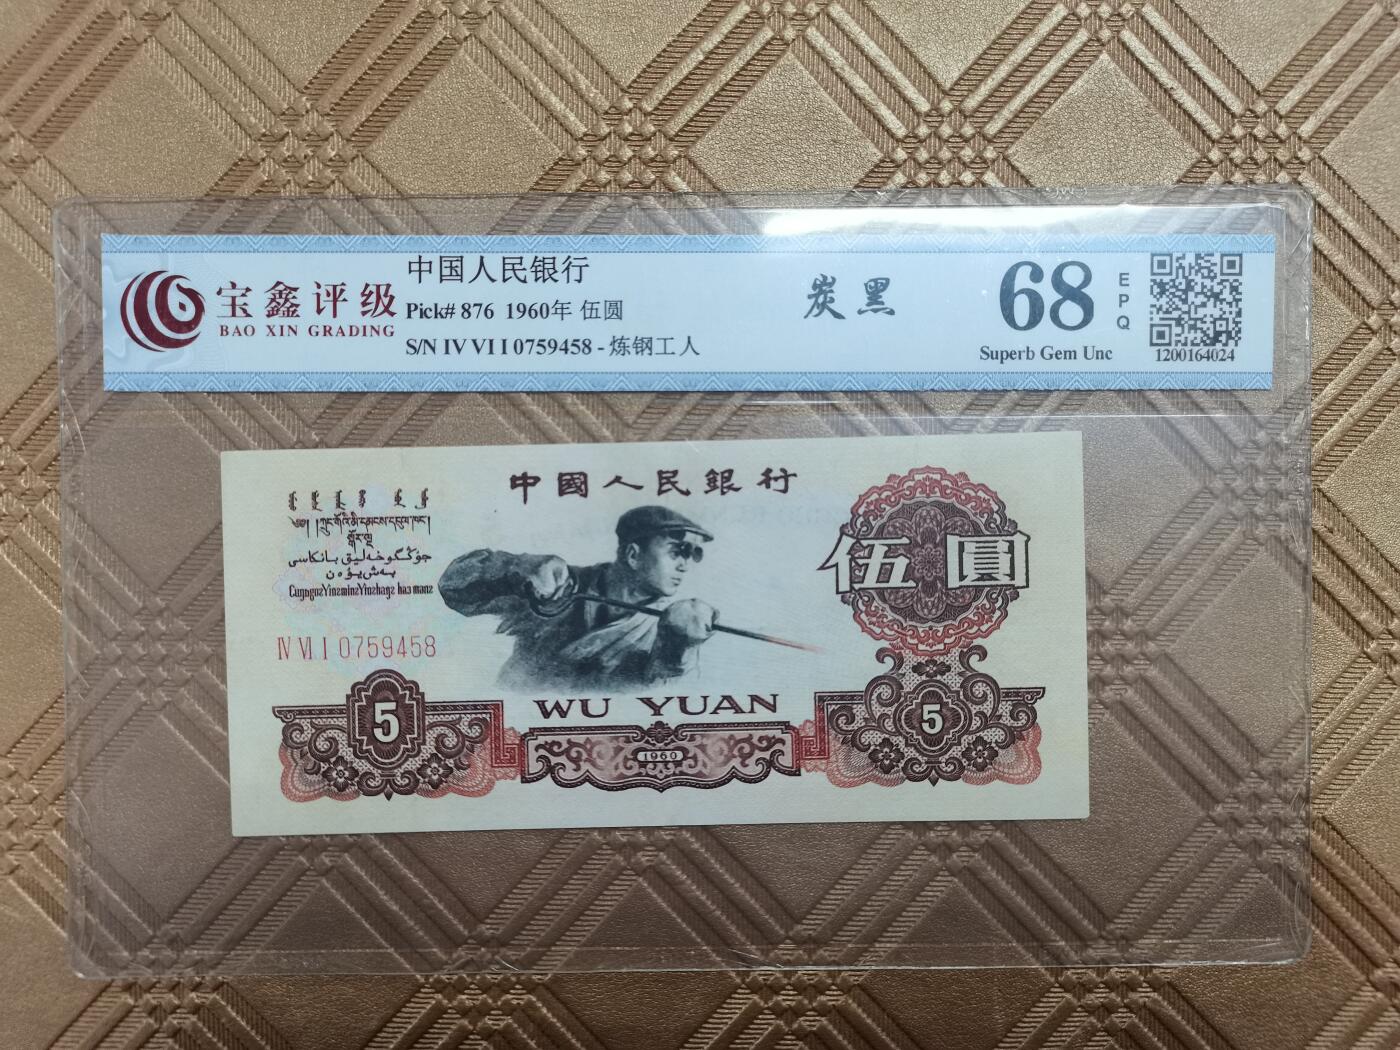 宝鑫评级
BAO XIN GRADING
中国人民银行
Pick# 876 1960年 伍圆
S/N IV VI I 0759458 - 炼钢工人
炭黑
68
EPQ
Superb Gem Unc
1200164024
中國人民銀行
伍圓
IV VI I 0759458
5
WU YUAN
1960
5